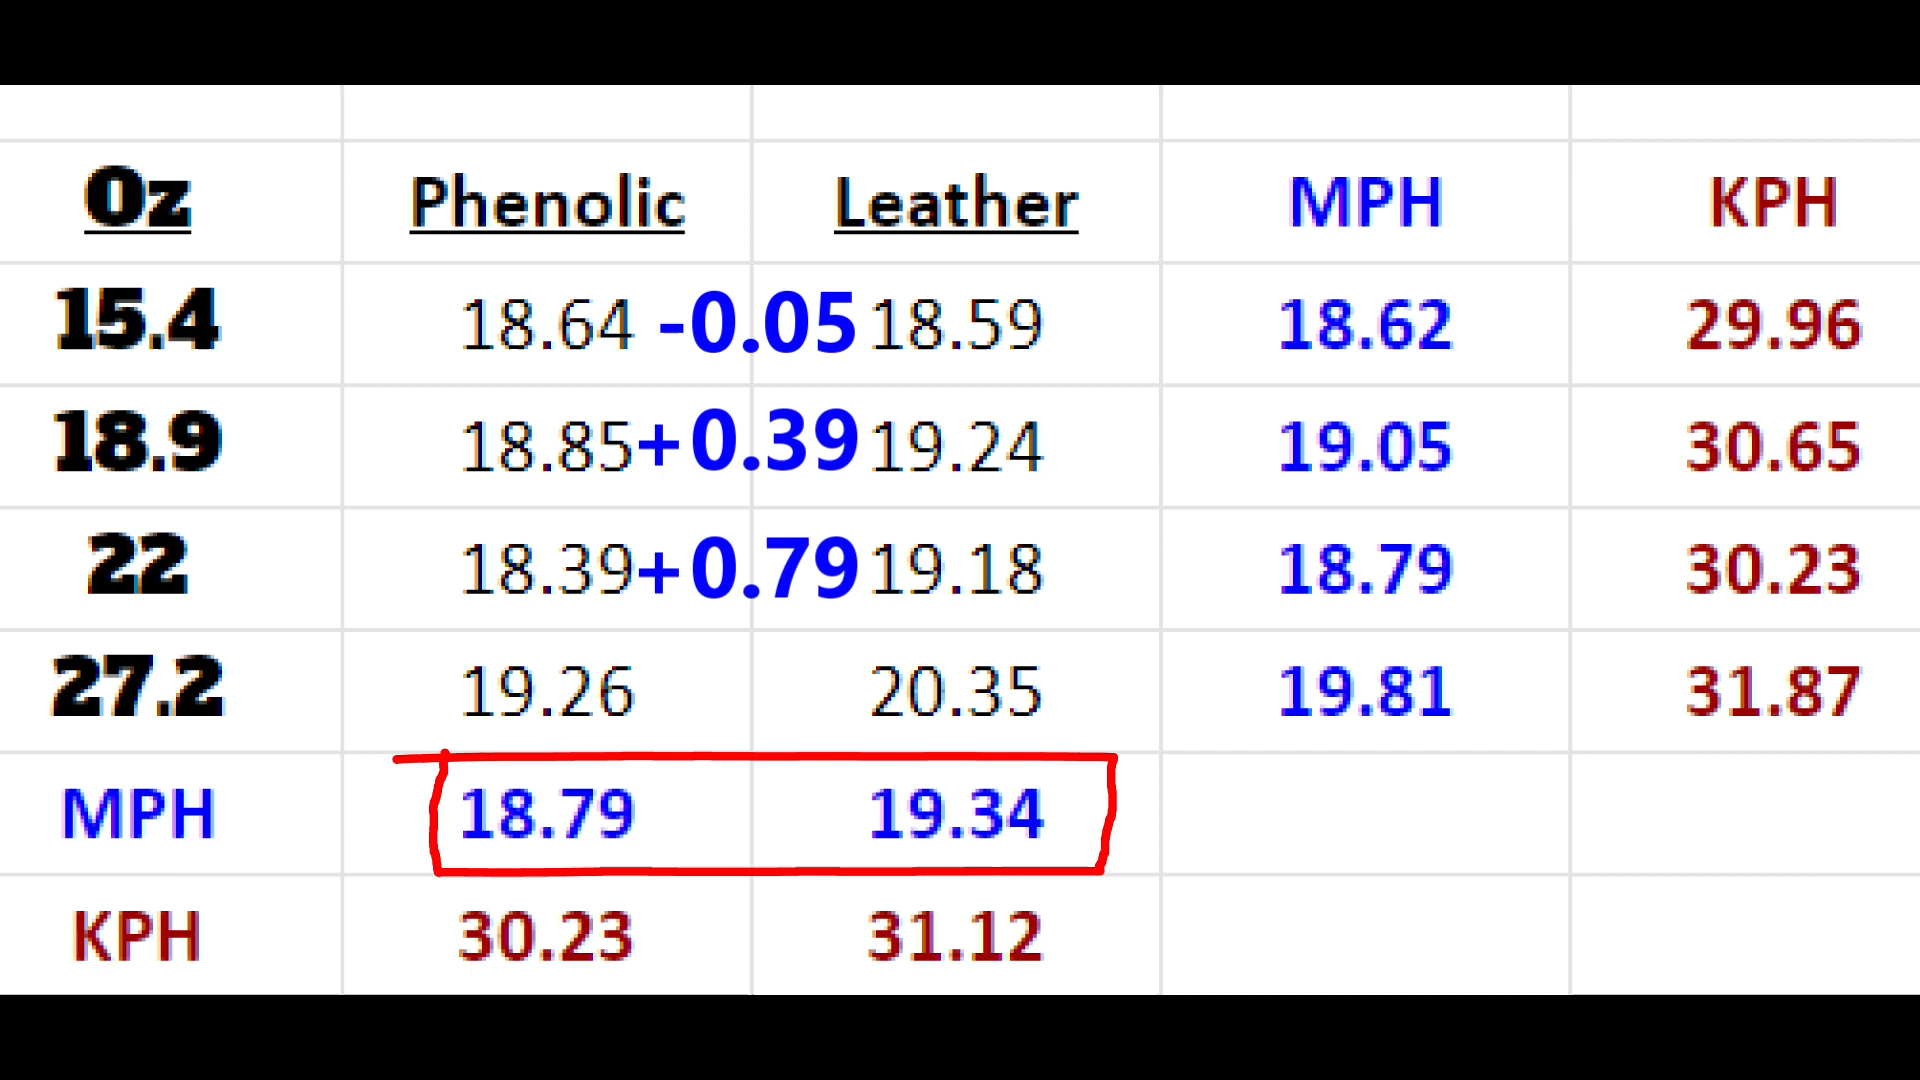 Oz Phenolic Leather MPH KPH
15.4 18.64 -0.05 18.59 18.62 29.96
18.9 18.85 +0.39 19.24 19.05 30.65
22 18.39 +0.79 19.18 18.79 30.23
27.2 19.26 20.35 19.81 31.87
MPH 18.79 19.34
KPH 30.23 31.12